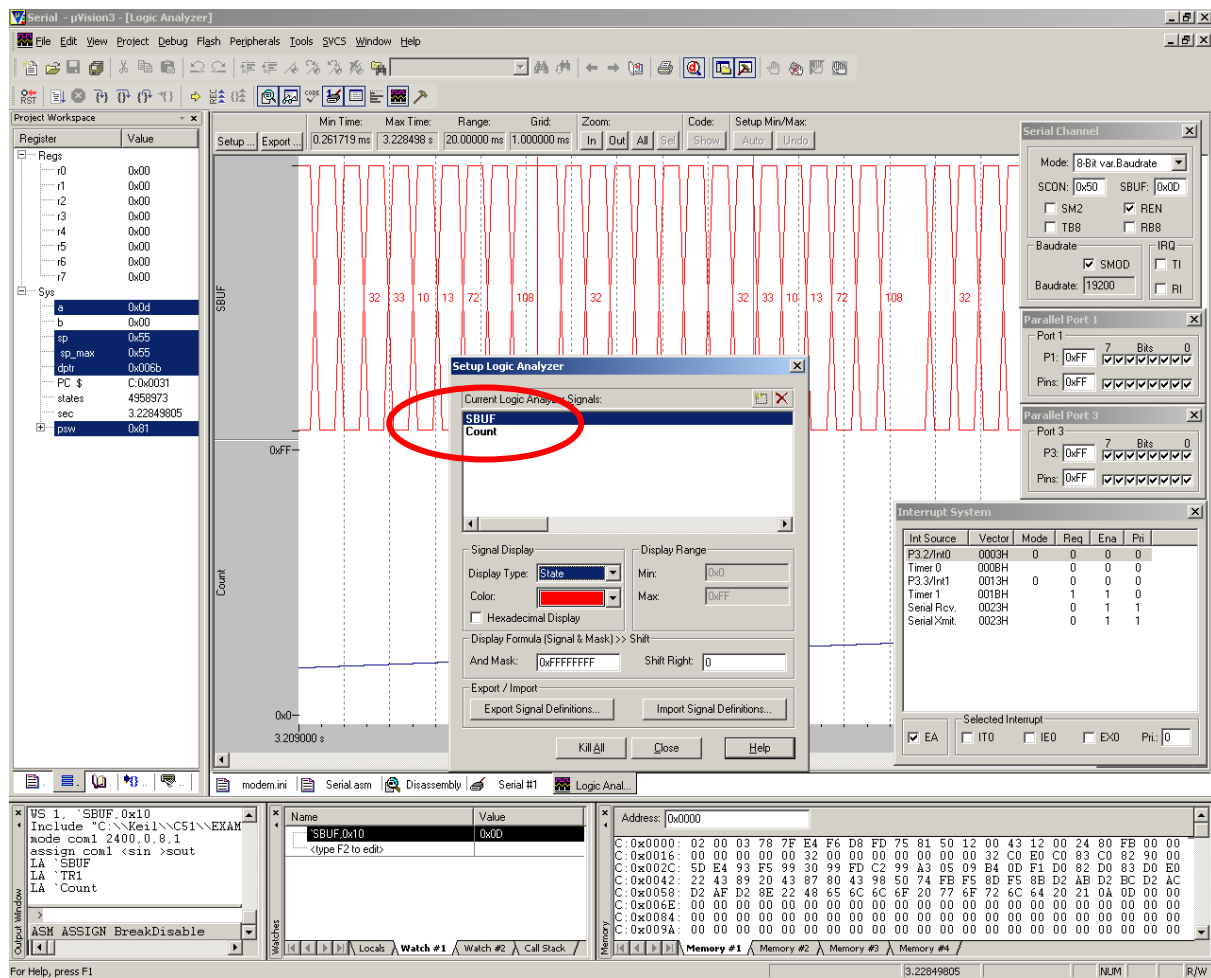 Serial - µVision3 - [Logic Analyzer]
File Edit View Project Debug Flash Peripherals Tools SVCS Window Help
RST
CODE
Project Workspace
Register Value
Regs
r0 0x00
r1 0x00
r2 0x00
r3 0x00
r4 0x00
r5 0x00
r6 0x00
r7 0x00
Sys
a 0x0d
b 0x00
sp 0x55
sp_max 0x55
dptr 0x006b
PC $ C:0x0031
states 4958973
sec 3.22849805
psw 0x81
Min Time: Max Time: Range: Grid: Zoom: Code: Setup Min/Max:
Setup ... Export ... 0.261719 ms 3.228498 s 20.00000 ms 1.000000 ms In Out All Sel Show Auto Undo
SBUF
32 33 10 13 72 108 32 32 33 10 13 72 108 32
0xFF
Count
0x0
3.209000 s
Setup Logic Analyzer
Current Logic Analyzer Signals:
SBUF
Count
Signal Display
Display Type: State
Color:
Hexadecimal Display
Display Range
Min: 0x0
Max: 0xFF
Display Formula (Signal & Mask) >> Shift
And Mask: 0xFFFFFFFF Shift Right: 0
Export / Import
Export Signal Definitions... Import Signal Definitions...
Kill All Close Help
Serial Channel
Mode: 8-Bit var.Baudrate
SCON: 0x50 SBUF: 0x0D
SM2 REN
TB8 RB8
Baudrate IRQ
SMOD TI
Baudrate: 19200 RI
Parallel Port 1
Port 1
P1: 0xFF 7 Bits 0
Pins: 0xFF
Parallel Port 3
Port 3
P3: 0xFF 7 Bits 0
Pins: 0xFF
Interrupt System
Int Source Vector Mode Req Ena Pri
P3.2/Int0 0003H 0 0 0 0
Timer 0 000BH 0 0 0
P3.3/Int1 0013H 0 0 0 0
Timer 1 001BH 1 1 0
Serial Rcv. 0023H 0 1 1
Serial Xmit. 0023H 0 1 1
Selected Interrupt
EA IT0 IE0 EX0 Pri.: 0
modem.ini Serial.asm Disassembly Serial #1 Logic Anal...
WS 1, `SBUF,0x10
Include "C:\\Keil\\C51\\EXAM
mode com1 2400,0,8,1
assign com1 <sin >sout
LA `SBUF
LA `TR1
LA `Count
>
ASM ASSIGN BreakDisable
Output Window
Name Value
`SBUF,0x10 0x0D
<type F2 to edit>
Locals Watch #1 Watch #2 Call Stack
Watches
Address: 0x0000
C:0x0000: 02 00 03 78 7F E4 F6 D8 FD 75 81 50 12 00 43 12 00 24 80 FB 00 00
C:0x0016: 00 00 00 00 00 32 00 00 00 00 00 00 00 32 C0 E0 C0 83 C0 82 90 00
C:0x002C: 5D E4 93 F5 99 30 99 FD C2 99 A3 05 09 B4 0D F1 D0 82 D0 83 D0 E0
C:0x0042: 22 43 89 20 43 87 80 43 98 50 74 FB F5 8D F5 8B D2 AB D2 BC D2 AC
C:0x0058: D2 AF D2 8E 22 48 65 6C 6C 6F 20 77 6F 72 6C 64 20 21 0A 0D 00 00
C:0x006E: 00 00 00 00 00 00 00 00 00 00 00 00 00 00 00 00 00 00 00 00 00 00
C:0x0084: 00 00 00 00 00 00 00 00 00 00 00 00 00 00 00 00 00 00 00 00 00 00
C:0x009A: 00 00 00 00 00 00 00 00 00 00 00 00 00 00 00 00 00 00 00 00 00 00
Memory
Memory #1 Memory #2 Memory #3 Memory #4
For Help, press F1 3.22849805 NUM R/W